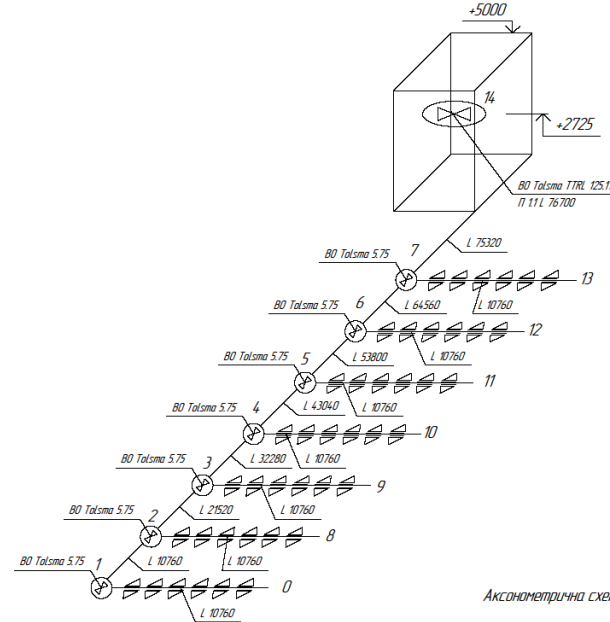 +5000
14
+2725
ВО Tolsma TTRL 125.1
П 1.1 L 76700
L 75320
7
ВО Tolsma 5.75
13
L 10760
L 64560
6
ВО Tolsma 5.75
12
L 10760
L 53800
5
ВО Tolsma 5.75
11
L 10760
L 43040
4
ВО Tolsma 5.75
10
L 10760
L 32280
3
ВО Tolsma 5.75
9
L 10760
L 21520
2
ВО Tolsma 5.75
8
L 10760
L 10760
1
ВО Tolsma 5.75
0
L 10760
Аксонометрична схем